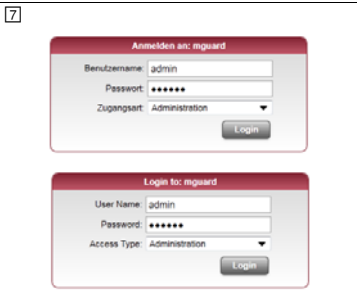 7
Anmelden an: mguard
Benutzername: admin
Passwort: ●●●●●●
Zugangsart: Administration
Login
Login to: mguard
User Name: admin
Password: ●●●●●●
Access Type: Administration
Login